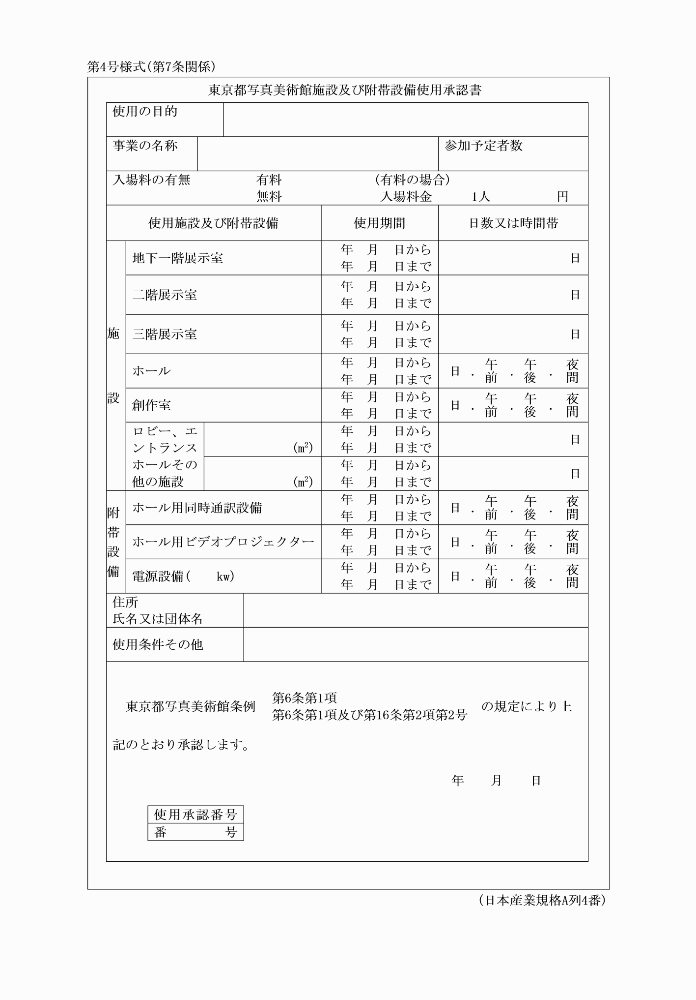 第4号様式(第7条関係)
東京都写真美術館施設及び附帯設備使用承認書
使用の目的
事業の名称 参加予定者数
入場料の有無 有料 (有料の場合)
無料 入場料金 1人 円
使用施設及び附帯設備 使用期間 日数又は時間帯
施設
地下一階展示室 年 月 日から 日
年 月 日まで
二階展示室 年 月 日から 日
年 月 日まで
三階展示室 年 月 日から 日
年 月 日まで
ホール 年 月 日から 日・午前・午後・夜間
年 月 日まで
創作室 年 月 日から 日・午前・午後・夜間
年 月 日まで
ロビー、エ 年 月 日から 日
ントランス (m²) 年 月 日まで
ホールその 年 月 日から 日
他の施設 (m²) 年 月 日まで
附帯設備
ホール用同時通訳設備 年 月 日から 日・午前・午後・夜間
年 月 日まで
ホール用ビデオプロジェクター 年 月 日から 日・午前・午後・夜間
年 月 日まで
電源設備( kw) 年 月 日から 日・午前・午後・夜間
年 月 日まで
住所
氏名又は団体名
使用条件その他
第6条第1項
東京都写真美術館条例 の規定により上
第6条第1項及び第16条第2項第2号
記のとおり承認します。
年 月 日
使用承認番号
番 号
(日本産業規格A列4番)